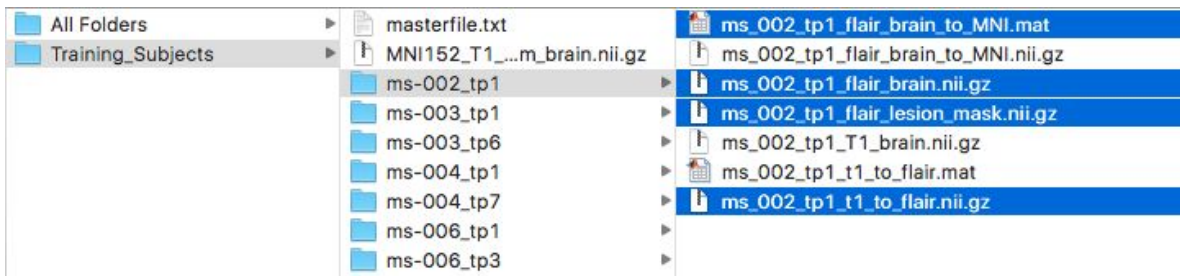 All Folders
Training_Subjects
masterfile.txt
MNI152_T1_...m_brain.nii.gz
ms-002_tp1
ms-003_tp1
ms-003_tp6
ms-004_tp1
ms-004_tp7
ms-006_tp1
ms-006_tp3
ms_002_tp1_flair_brain_to_MNI.mat
ms_002_tp1_flair_brain_to_MNI.nii.gz
ms_002_tp1_flair_brain.nii.gz
ms_002_tp1_flair_lesion_mask.nii.gz
ms_002_tp1_T1_brain.nii.gz
ms_002_tp1_t1_to_flair.mat
ms_002_tp1_t1_to_flair.nii.gz